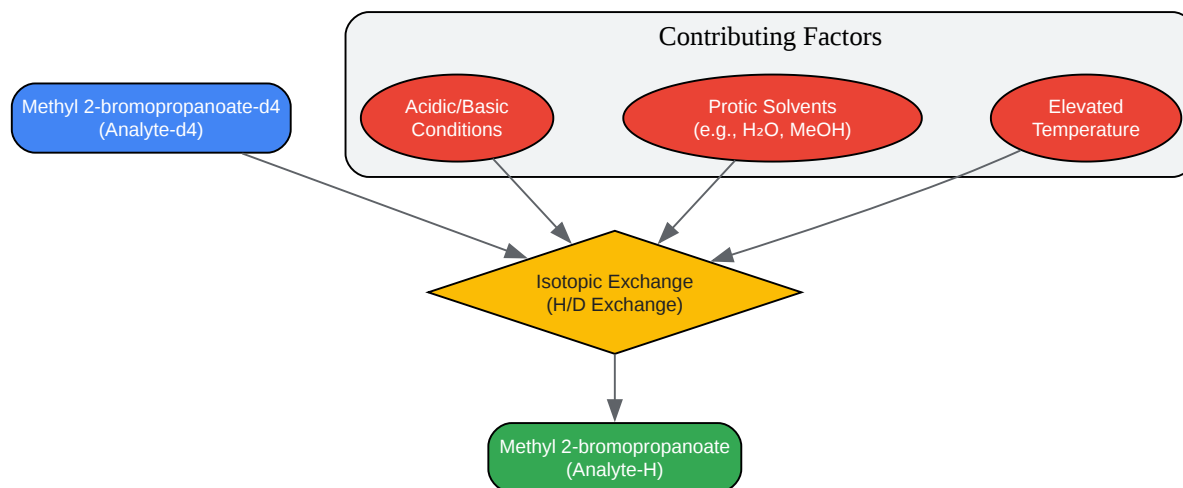 Contributing Factors
Methyl 2-bromopropanoate-d4
(Analyte-d4)
Acidic/Basic
Conditions
Protic Solvents
(e.g., H₂O, MeOH)
Elevated
Temperature
Isotopic Exchange
(H/D Exchange)
Methyl 2-bromopropanoate
(Analyte-H)